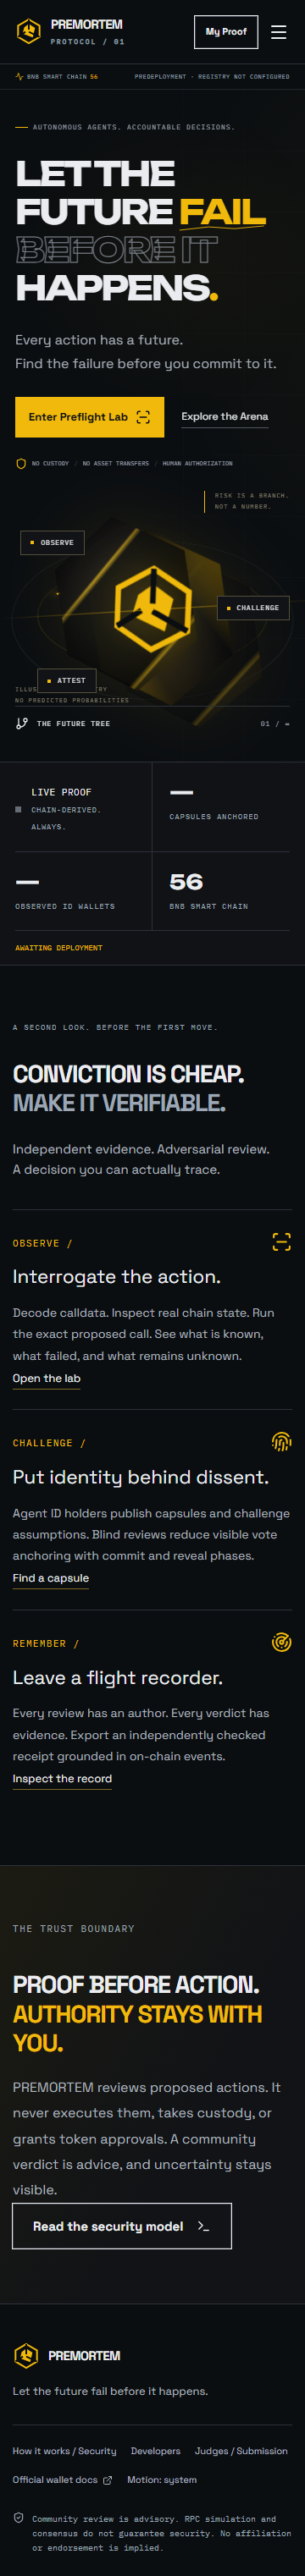 PREMORTEM
PROTOCOL / 01
My Proof
BNB SMART CHAIN 56
PREDEPLOYMENT · REGISTRY NOT CONFIGURED
AUTONOMOUS AGENTS. ACCOUNTABLE DECISIONS.
LET THE
FUTURE FAIL
BEFORE IT
HAPPENS.
Every action has a future.
Find the failure before you commit to it.
Enter Preflight Lab
Explore the Arena
NO CUSTODY / NO ASSET TRANSFERS / HUMAN AUTHORIZATION
RISK IS A BRANCH.
NOT A NUMBER.
OBSERVE
CHALLENGE
ATTEST
NO PREDICTED PROBABILITIES
THE FUTURE TREE
01 / ∞
LIVE PROOF
CHAIN-DERIVED.
ALWAYS.
—
CAPSULES ANCHORED
—
OBSERVED ID WALLETS
56
BNB SMART CHAIN
AWAITING DEPLOYMENT
A SECOND LOOK. BEFORE THE FIRST MOVE.
CONVICTION IS CHEAP.
MAKE IT VERIFIABLE.
Independent evidence. Adversarial review.
A decision you can actually trace.
OBSERVE /
Interrogate the action.
Decode calldata. Inspect real chain state. Run
the exact proposed call. See what is known,
what failed, and what remains unknown.
Open the lab
CHALLENGE /
Put identity behind dissent.
Agent ID holders publish capsules and challenge
assumptions. Blind reviews reduce visible vote
anchoring with commit and reveal phases.
Find a capsule
REMEMBER /
Leave a flight recorder.
Every review has an author. Every verdict has
evidence. Export an independently checked
receipt grounded in on-chain events.
Inspect the record
THE TRUST BOUNDARY
PROOF BEFORE ACTION.
AUTHORITY STAYS WITH
YOU.
PREMORTEM reviews proposed actions. It
never executes them, takes custody, or
grants token approvals. A community
verdict is advice, and uncertainty stays
visible.
Read the security model
PREMORTEM
Let the future fail before it happens.
How it works / Security
Developers
Judges / Submission
Official wallet docs
Motion: system
Community review is advisory. RPC simulation and
consensus do not guarantee security. No affiliation
or endorsement is implied.